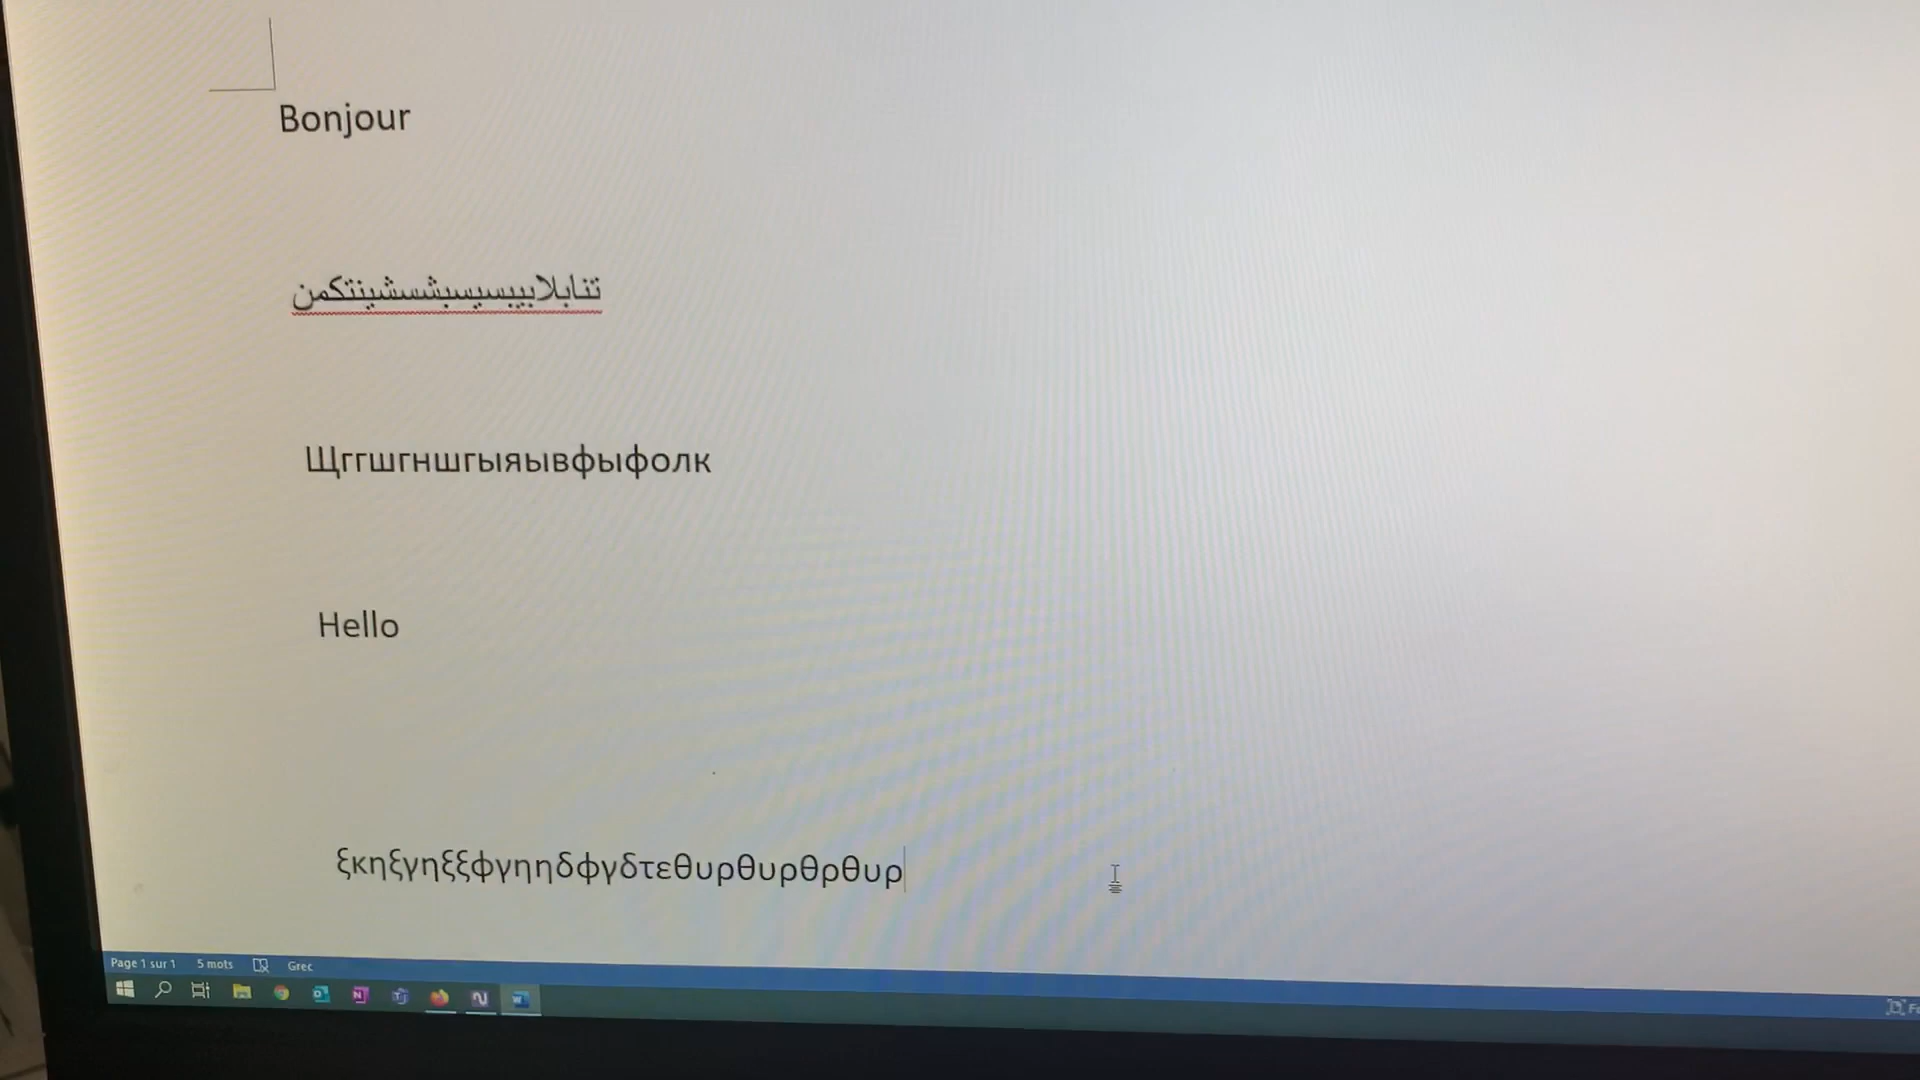 Bonjour
تنابلابيبسيسبشسشينتكمن
Щггшгншгыяывфыфолк
Hello
ξκηξγηξξφγηηδφγδτεθυρθυρθρθυρ
Page 1 sur 1 5 mots Grec